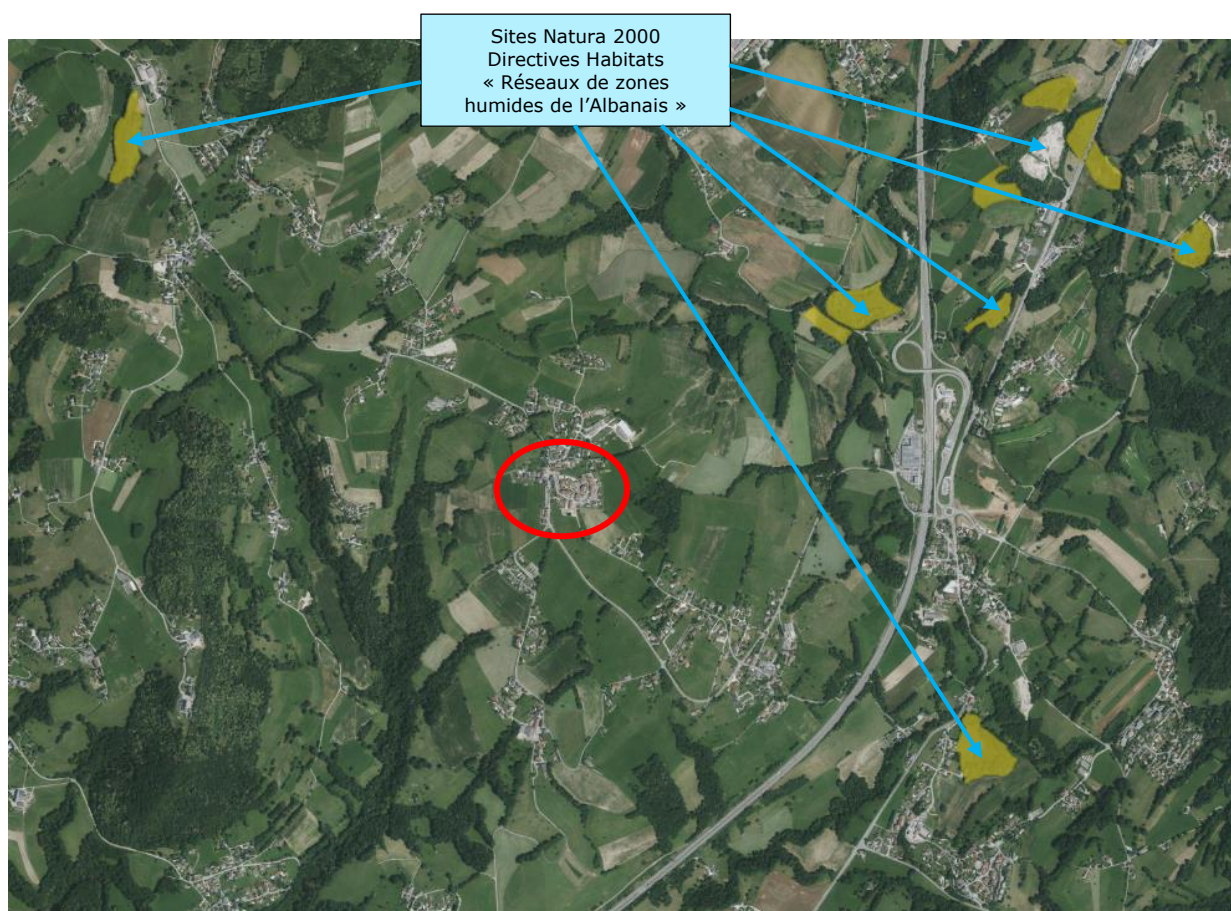 Sites Natura 2000
Directives Habitats
« Réseaux de zones
humides de l’Albanais »